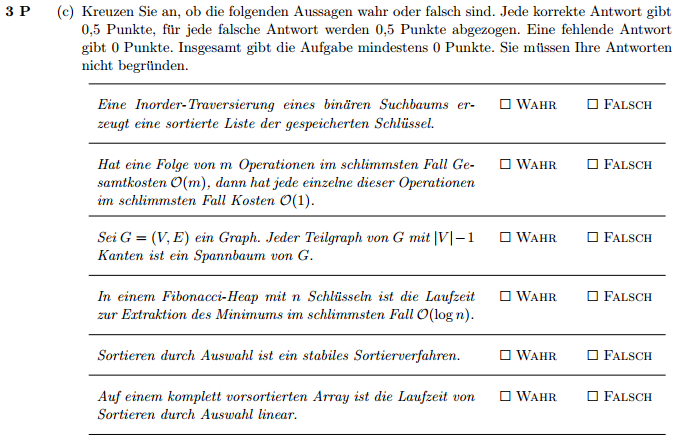 3 P (c) Kreuzen Sie an, ob die folgenden Aussagen wahr oder falsch sind. Jede korrekte Antwort gibt
0,5 Punkte, für jede falsche Antwort werden 0,5 Punkte abgezogen. Eine fehlende Antwort
gibt 0 Punkte. Insgesamt gibt die Aufgabe mindestens 0 Punkte. Sie müssen Ihre Antworten
nicht begründen.
Eine Inorder-Traversierung eines binären Suchbaums er- ☐ WAHR ☐ FALSCH
zeugt eine sortierte Liste der gespeicherten Schlüssel.
Hat eine Folge von m Operationen im schlimmsten Fall Ge- ☐ WAHR ☐ FALSCH
samtkosten O(m), dann hat jede einzelne dieser Operationen
im schlimmsten Fall Kosten O(1).
Sei G = (V, E) ein Graph. Jeder Teilgraph von G mit |V|−1 ☐ WAHR ☐ FALSCH
Kanten ist ein Spannbaum von G.
In einem Fibonacci-Heap mit n Schlüsseln ist die Laufzeit ☐ WAHR ☐ FALSCH
zur Extraktion des Minimums im schlimmsten Fall O(log n).
Sortieren durch Auswahl ist ein stabiles Sortierverfahren. ☐ WAHR ☐ FALSCH
Auf einem komplett vorsortierten Array ist die Laufzeit von ☐ WAHR ☐ FALSCH
Sortieren durch Auswahl linear.